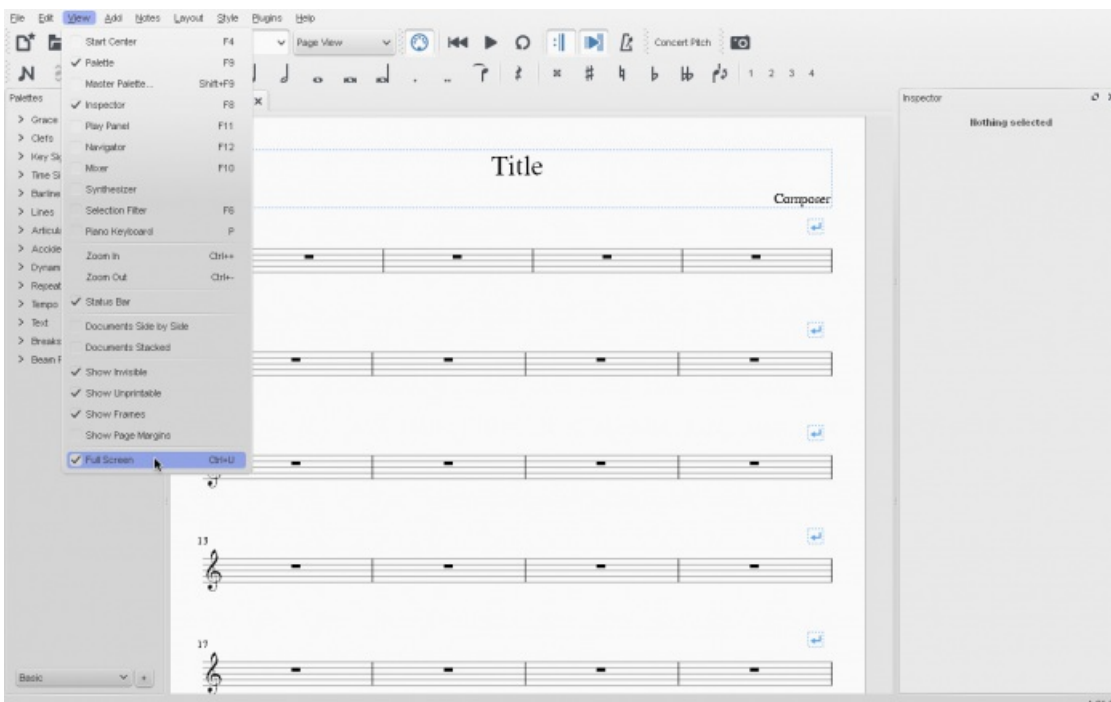 File Edit View Add Notes Layout Style Plugins Help
Start Center F4
Page View
Concert Pitch
Palette F9
Master Palette... Shift+F9
1 2 3 4
Palettes
Inspector F8
Inspector
Grace
Play Panel F11
Nothing selected
Clefs
Navigator F12
Key Si
Mixer F10
Time Si
Title
Synthesizer
Barline
Composer
Selection Filter F6
Lines
Piano Keyboard P
Articula
Zoom In Ctrl++
Accide
Dynam
Zoom Out Ctrl+-
Repeat
Status Bar
Tempo
Text
Documents Side by Side
Breaks
Documents Stacked
Beam P
Show Invisible
Show Unprintable
Show Frames
Show Page Margins
Full Screen Ctrl+U
13
17
Basic
+